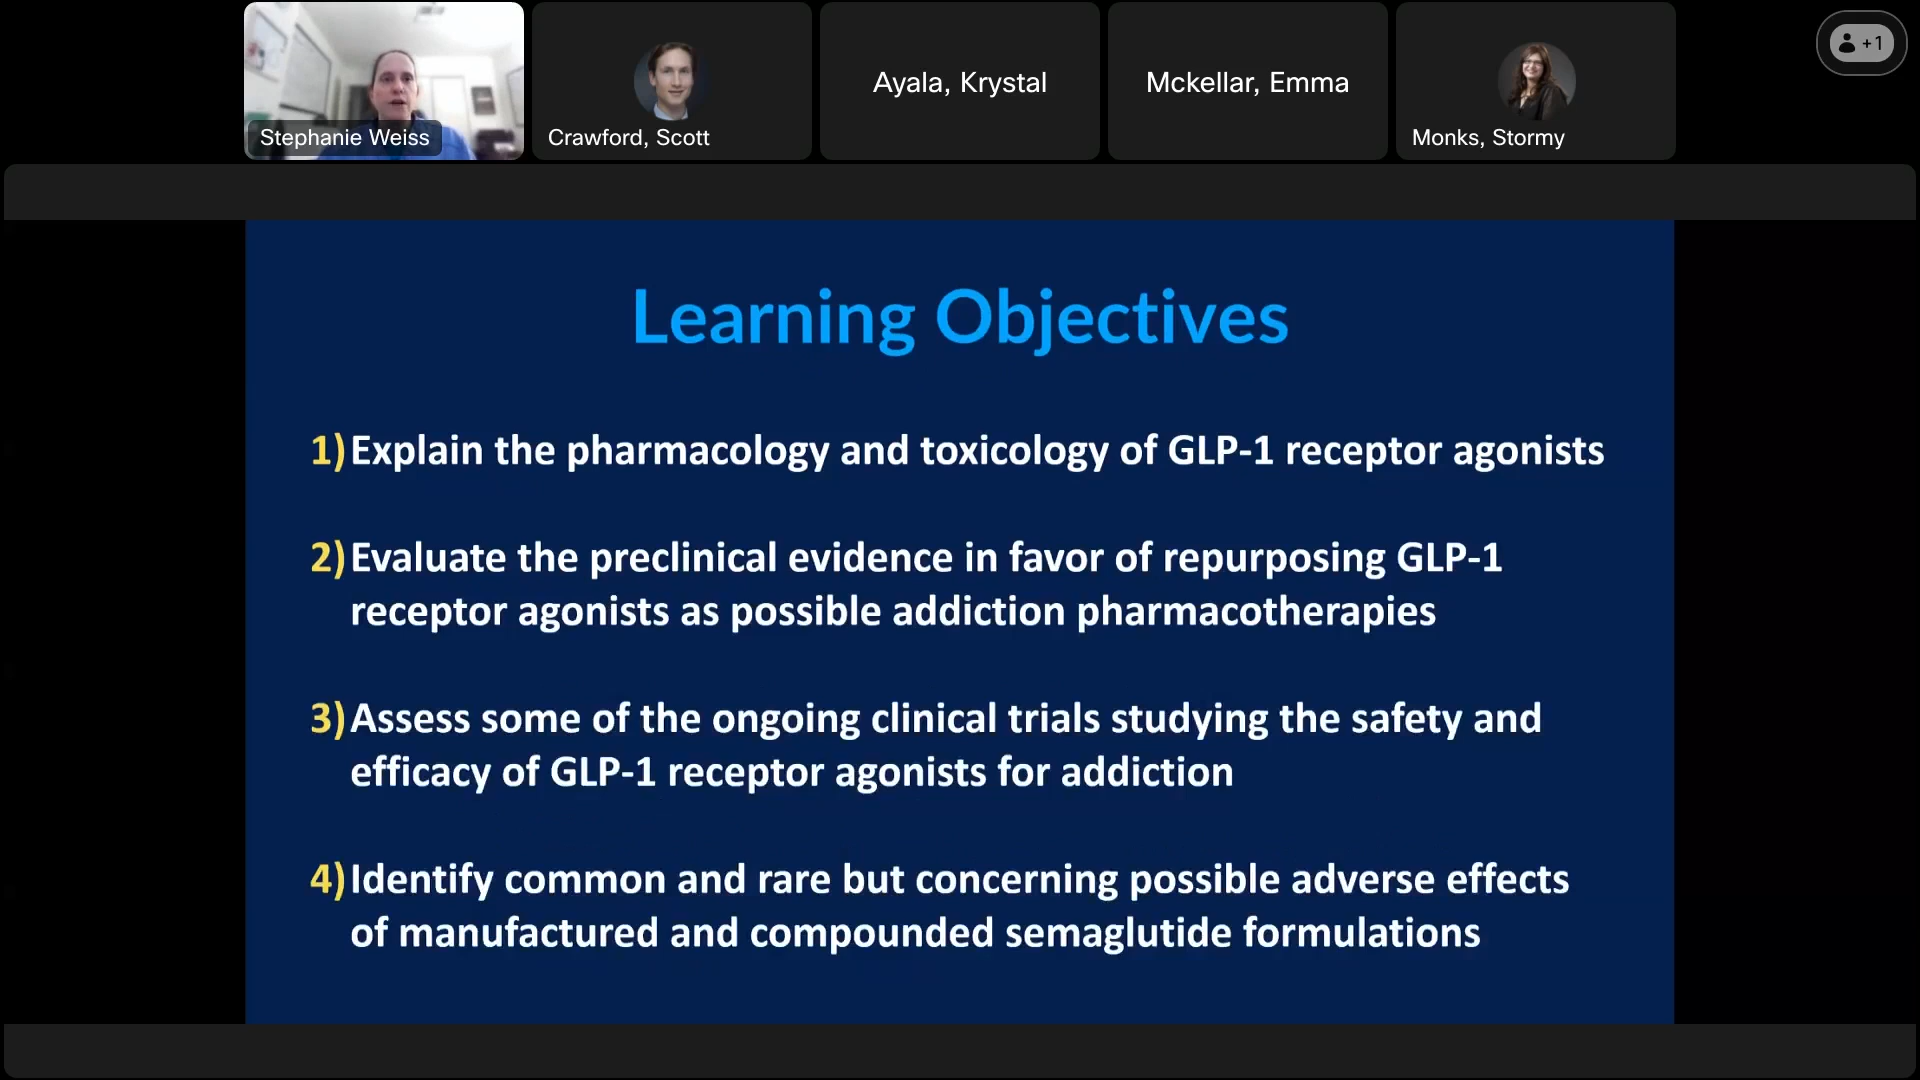 Stephanie Weiss
Crawford, Scott
Ayala, Krystal
Mckellar, Emma
Monks, Stormy
+1
Learning Objectives
1) Explain the pharmacology and toxicology of GLP-1 receptor agonists
2) Evaluate the preclinical evidence in favor of repurposing GLP-1
receptor agonists as possible addiction pharmacotherapies
3) Assess some of the ongoing clinical trials studying the safety and
efficacy of GLP-1 receptor agonists for addiction
4) Identify common and rare but concerning possible adverse effects
of manufactured and compounded semaglutide formulations